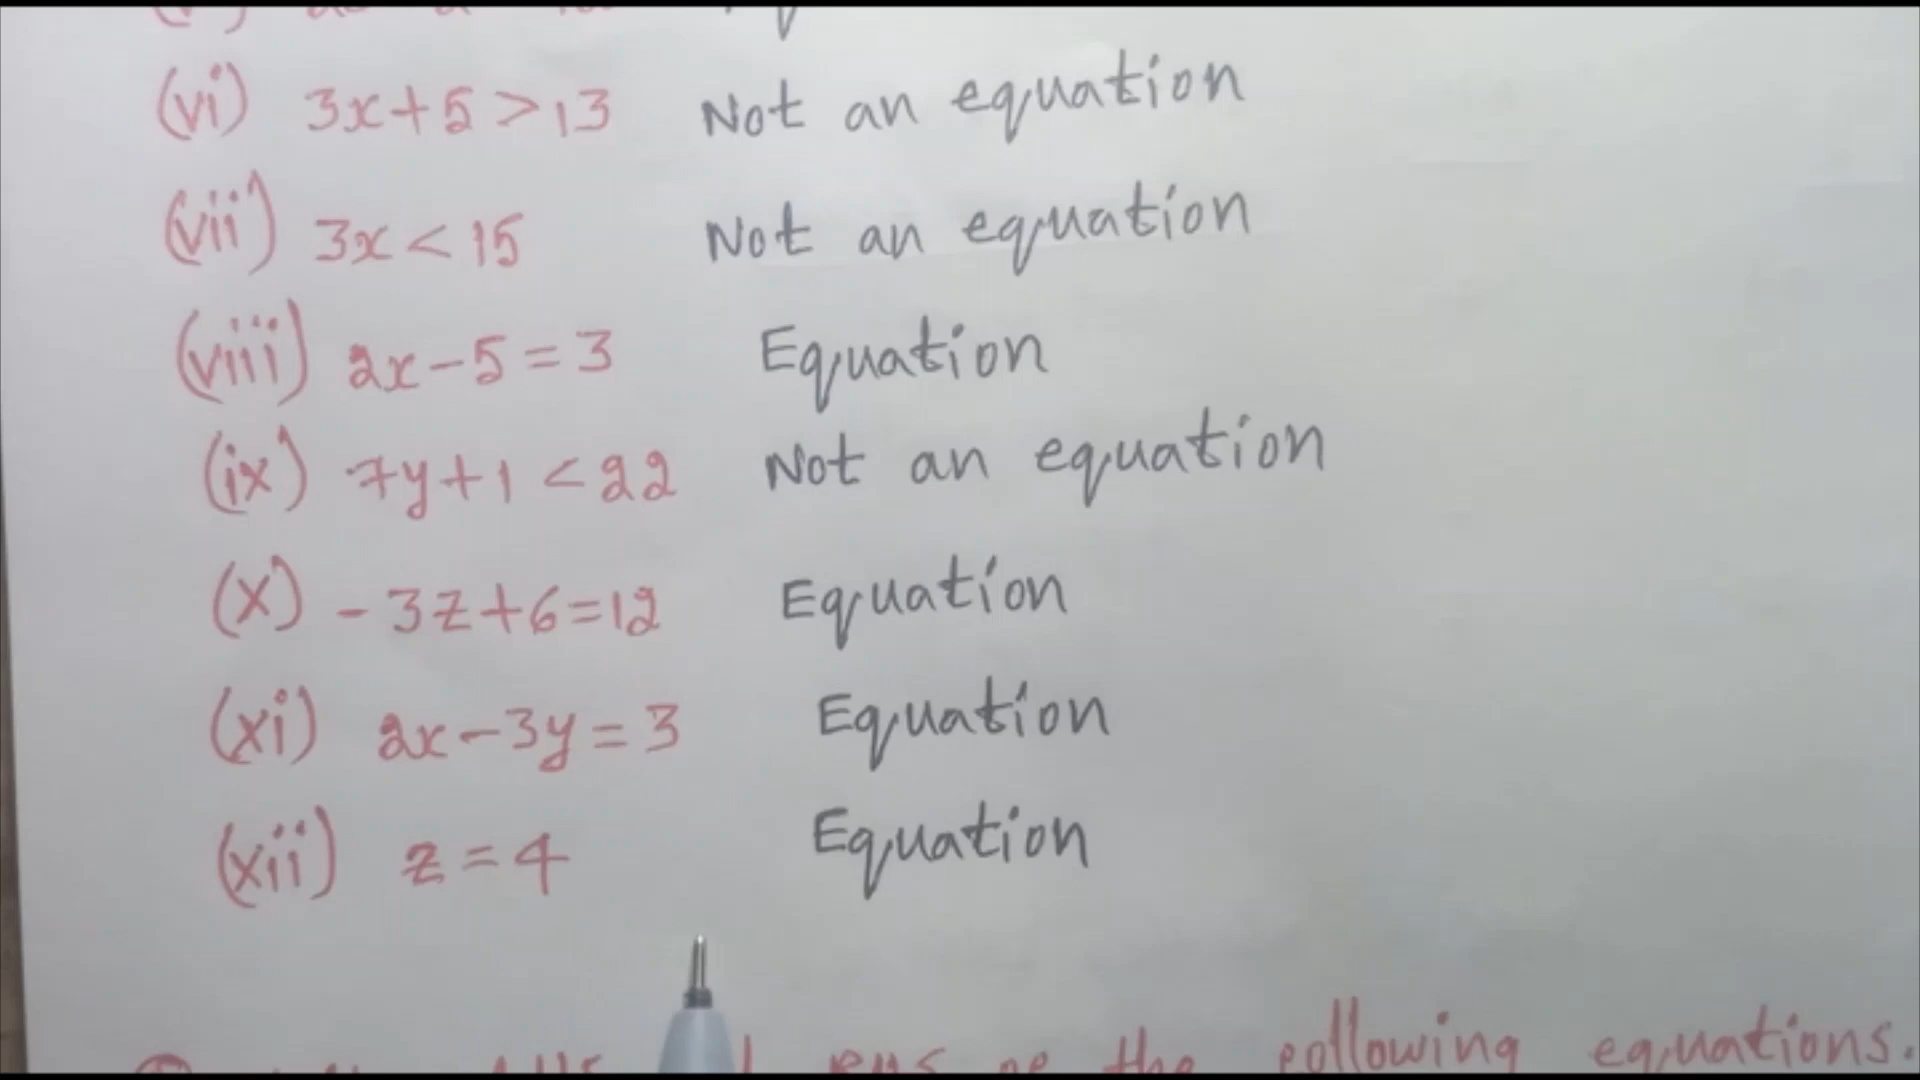 (vi) 3x+5>13 Not an equation
(vii) 3x<15 Not an equation
(viii) 2x-5=3 Equation
(ix) 7y+1<22 Not an equation
(x) -3z+6=12 Equation
(xi) 2x-3y=3 Equation
(xii) z=4 Equation
the following equations.